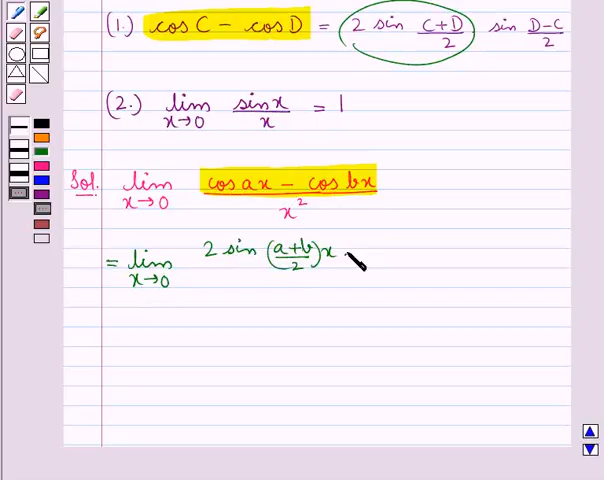 (1.) cos C - cos D = 2 sin (C+D)/2 sin (D-C)/2
(2.) lim x→0 sinx/x = 1
Sol. lim x→0 (cos ax - cos bx)/x²
= lim x→0 2 sin ((a+b)/2)x